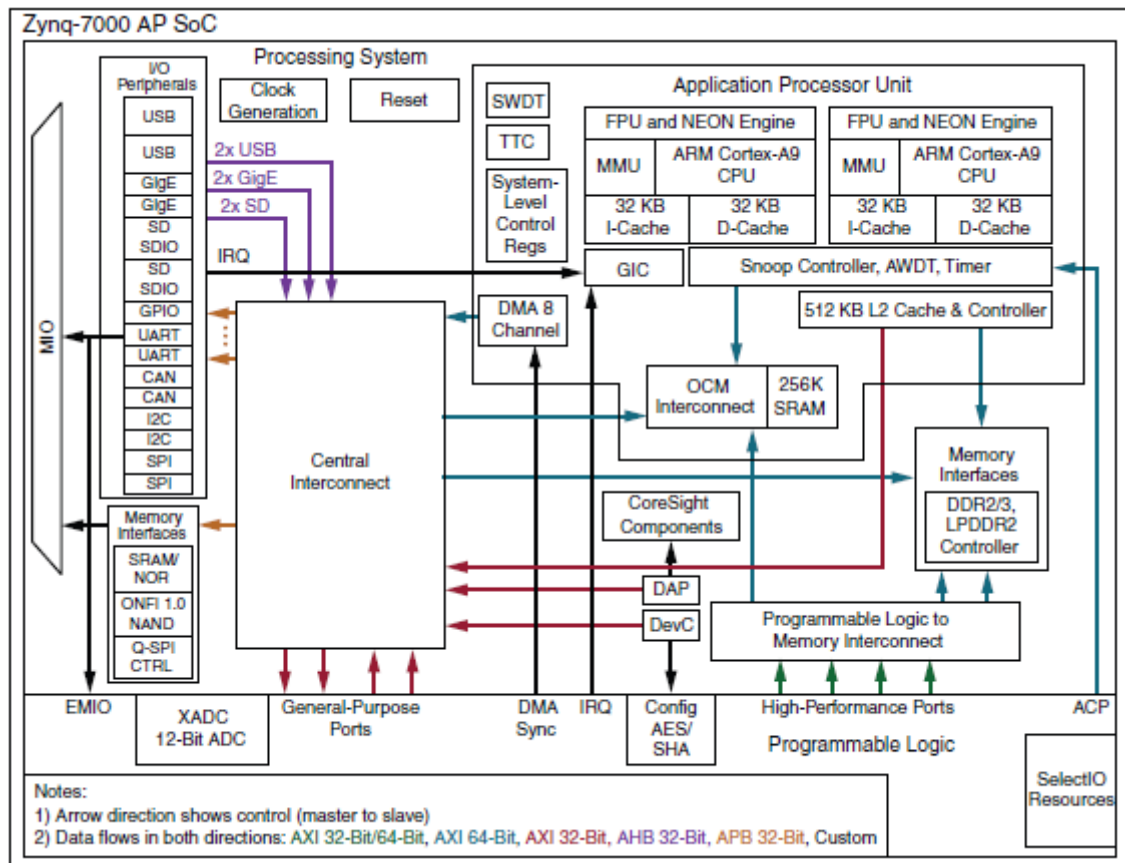 Zynq-7000 AP SoC
Processing System
I/O
Peripherals
USB
USB
GigE
GigE
SD
SDIO
SD
SDIO
GPIO
UART
UART
CAN
CAN
I2C
I2C
SPI
SPI
MIO
Clock
Generation
Reset
2x USB
2x GigE
2x SD
IRQ
Application Processor Unit
SWDT
TTC
System-
Level
Control
Regs
FPU and NEON Engine
MMU
ARM Cortex-A9
CPU
32 KB
I-Cache
32 KB
D-Cache
FPU and NEON Engine
MMU
ARM Cortex-A9
CPU
32 KB
I-Cache
32 KB
D-Cache
GIC
Snoop Controller, AWDT, Timer
DMA 8
Channel
512 KB L2 Cache & Controller
OCM
Interconnect
256K
SRAM
Central
Interconnect
Memory
Interfaces
DDR2/3,
LPDDR2
Controller
CoreSight
Components
DAP
DevC
Programmable Logic to
Memory Interconnect
Memory
Interfaces
SRAM/
NOR
ONFI 1.0
NAND
Q-SPI
CTRL
EMIO
XADC
12-Bit ADC
General-Purpose
Ports
DMA
Sync
IRQ
Config
AES/
SHA
High-Performance Ports
ACP
Programmable Logic
SelectIO
Resources
Notes:
1) Arrow direction shows control (master to slave)
2) Data flows in both directions: AXI 32-Bit/64-Bit, AXI 64-Bit, AXI 32-Bit, AHB 32-Bit, APB 32-Bit, Custom